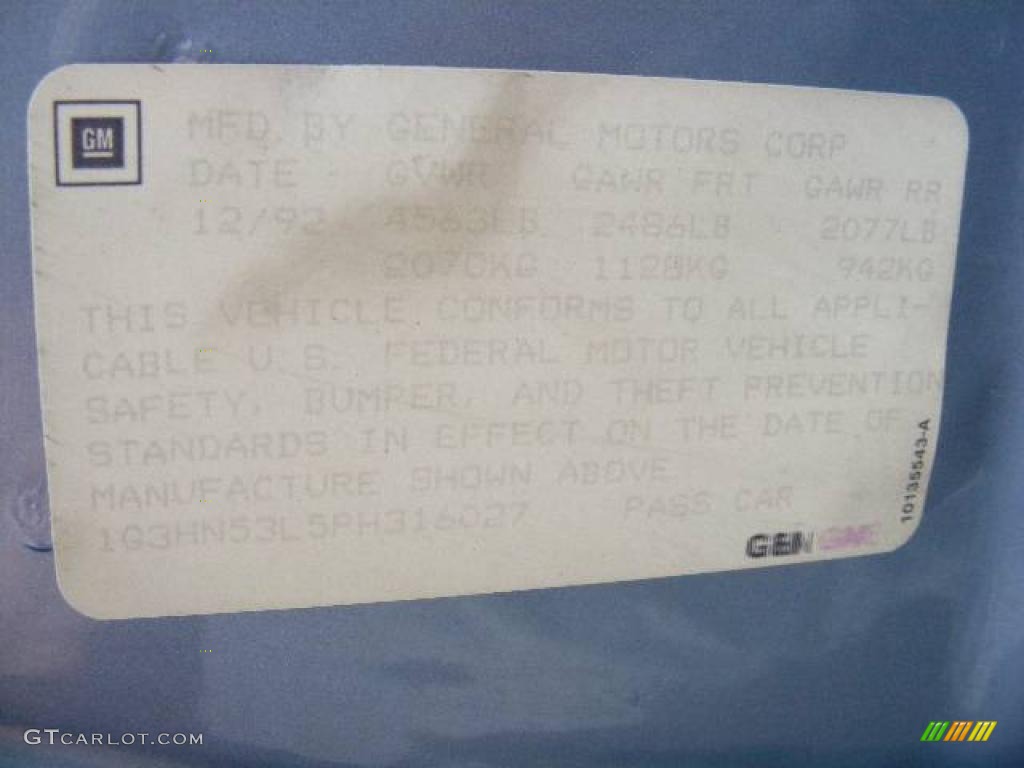 GM
MFD. BY GENERAL MOTORS CORP
DATE GVWR GAWR FRT GAWR RR
12/92 4563LB 2486LB 2077LB
2070KG 1128KG 942KG
THIS VEHICLE CONFORMS TO ALL APPLI-
CABLE U.S. FEDERAL MOTOR VEHICLE
SAFETY, BUMPER, AND THEFT PREVENTION
STANDARDS IN EFFECT ON THE DATE OF
MANUFACTURE SHOWN ABOVE
1G3HN53L5PH316027 PASS CAR
10135543-A
GTCARLOT.COM